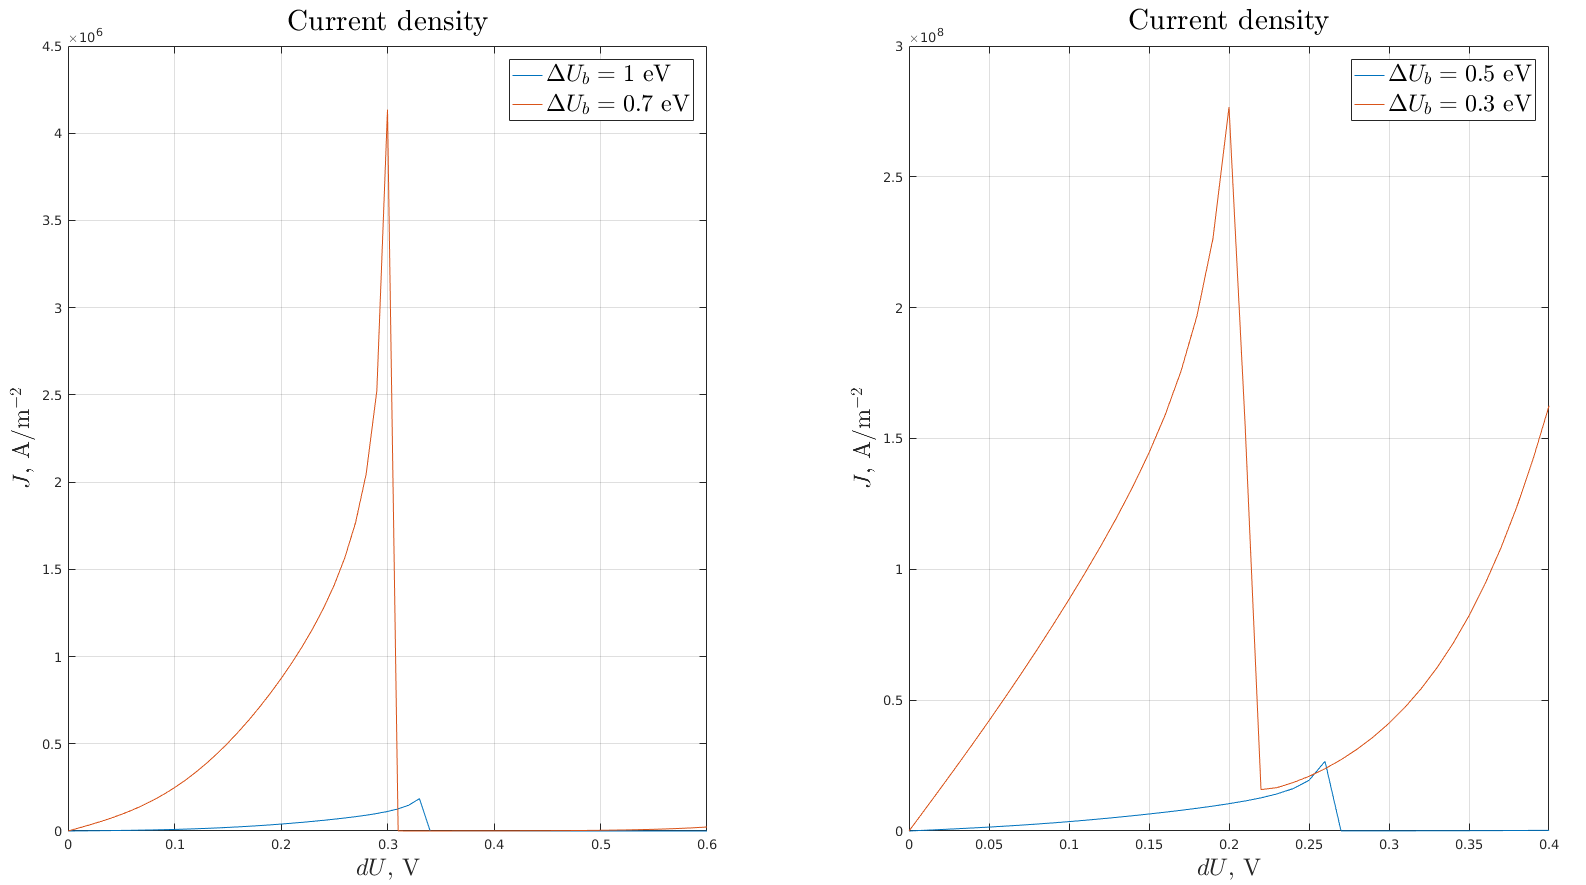 Current density
×10⁶
4.5
4
3.5
3
2.5
2
1.5
1
0.5
0
J, A/m⁻²
ΔU_b = 1 eV
ΔU_b = 0.7 eV
0 0.1 0.2 0.3 0.4 0.5 0.6
dU, V
Current density
×10⁸
3
2.5
2
1.5
1
0.5
0
J, A/m⁻²
ΔU_b = 0.5 eV
ΔU_b = 0.3 eV
0 0.05 0.1 0.15 0.2 0.25 0.3 0.35 0.4
dU, V